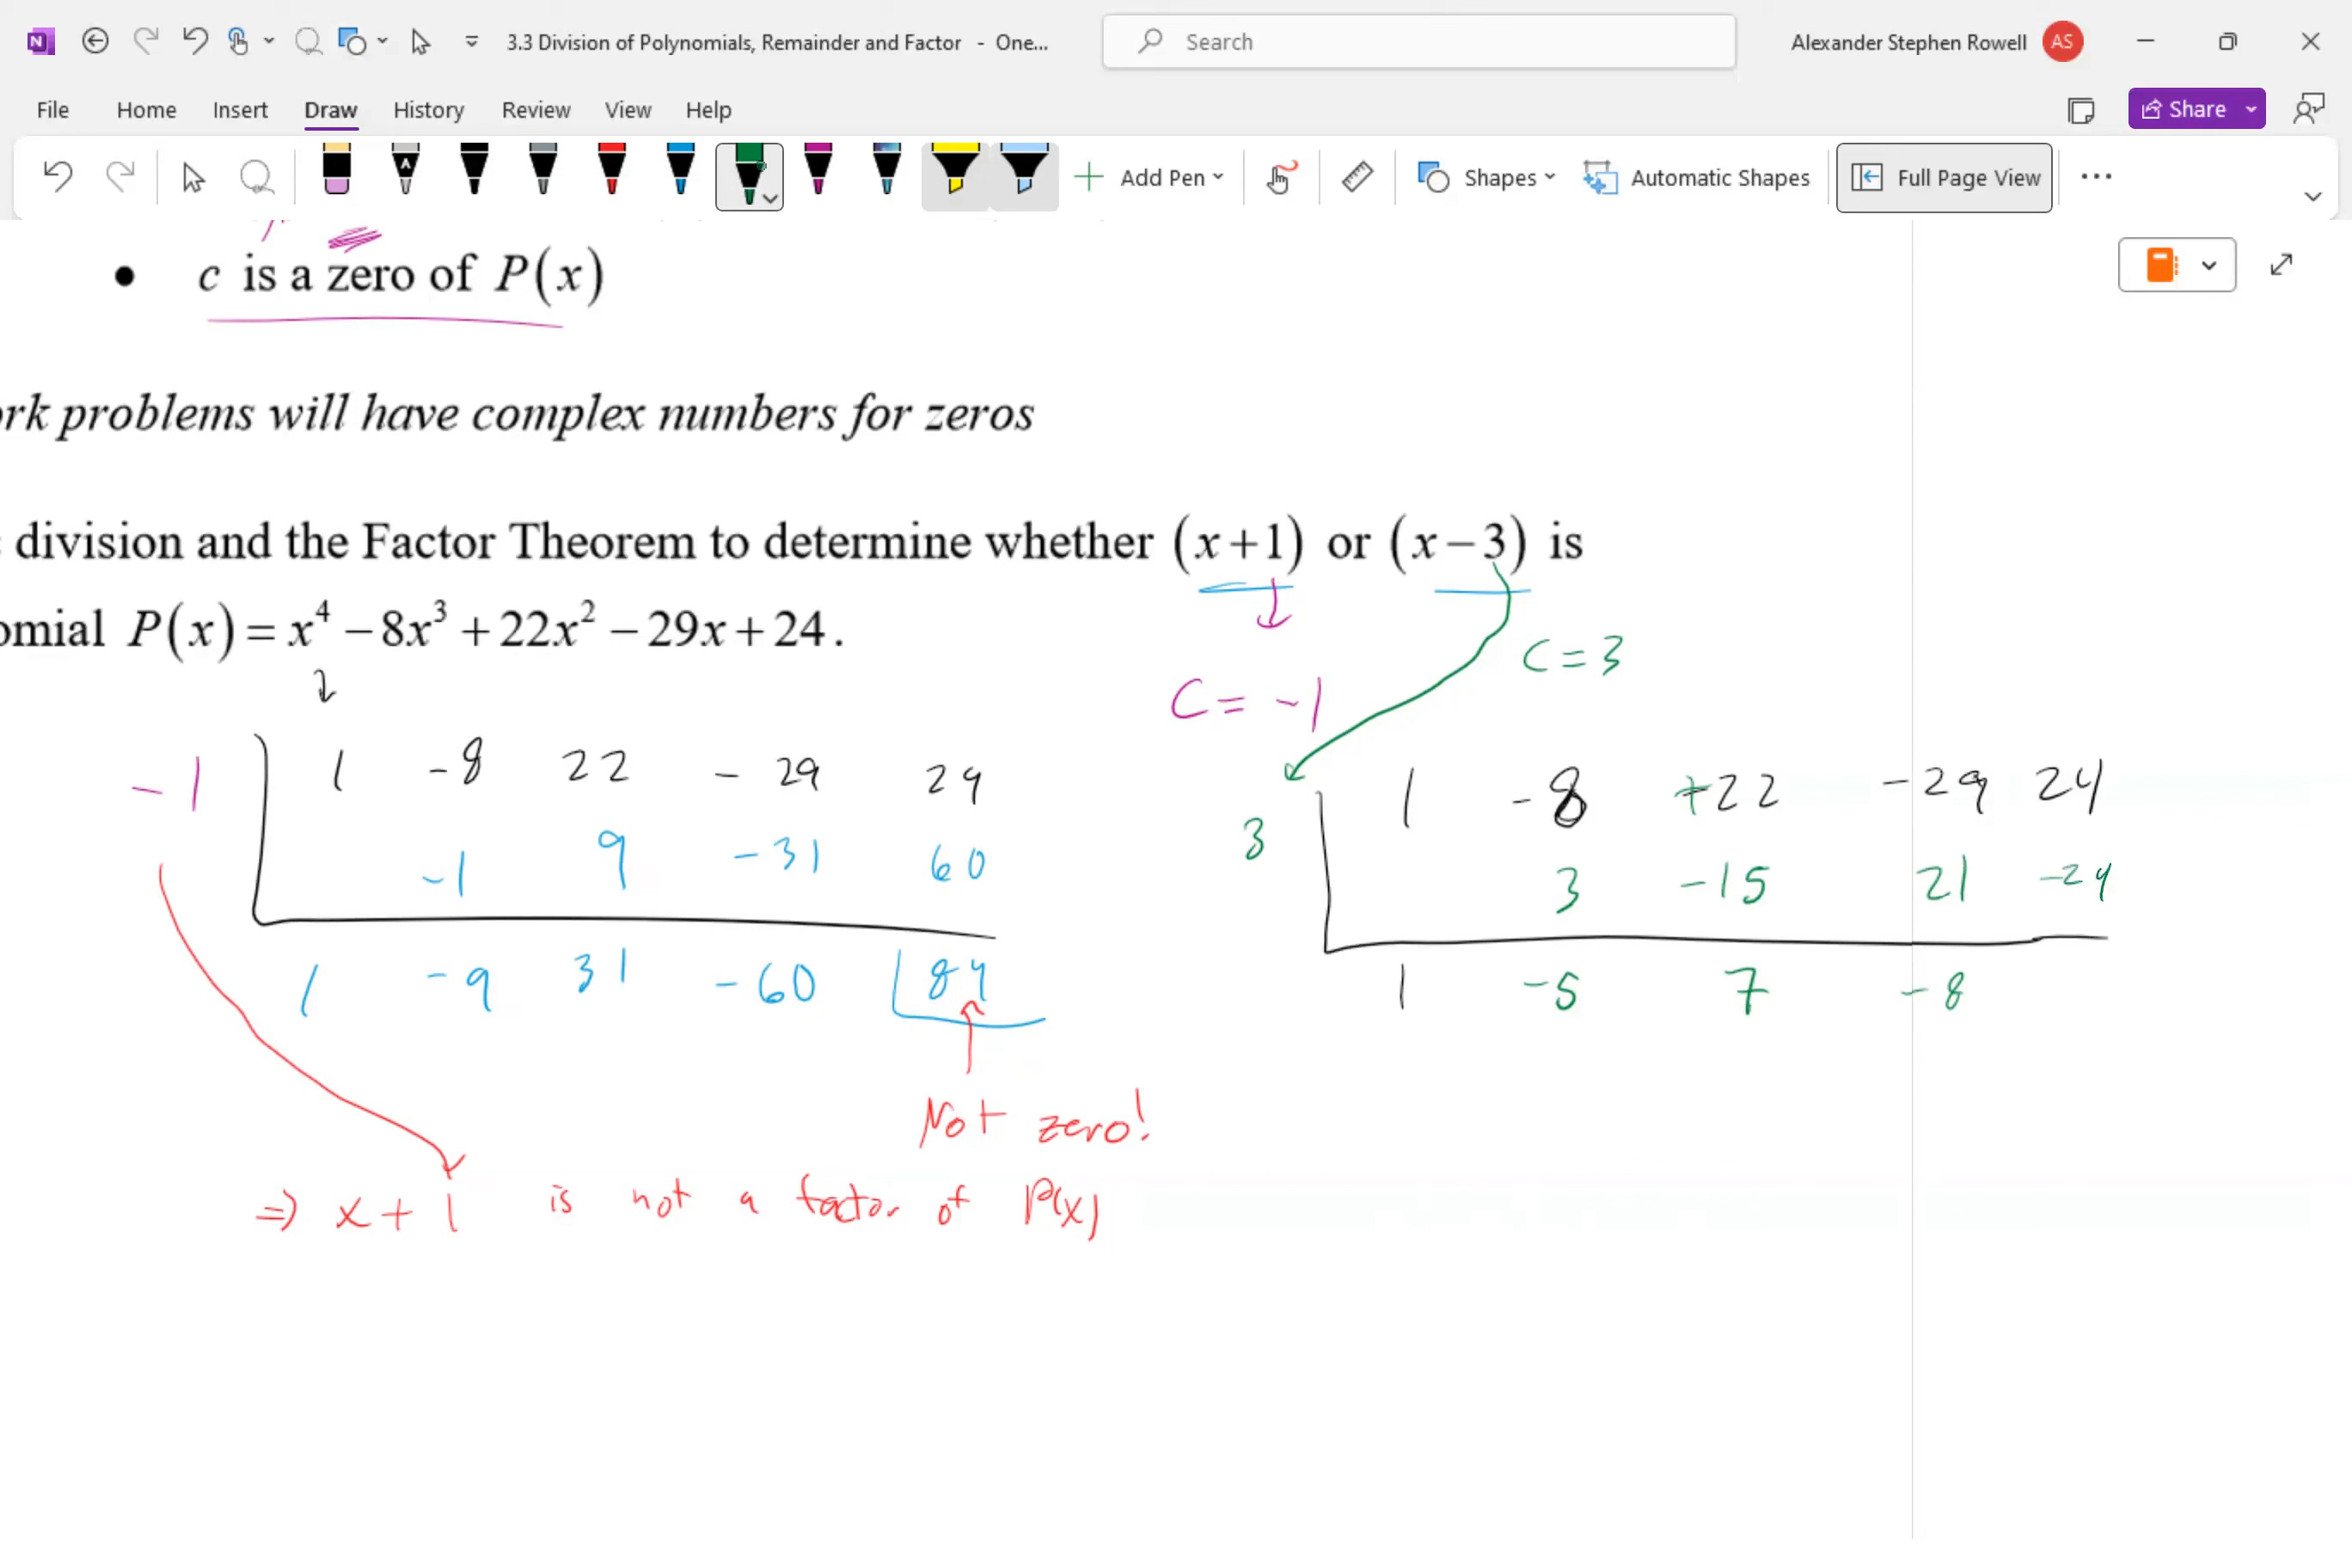 3.3 Division of Polynomials, Remainder and Factor - One...
Search
Alexander Stephen Rowell AS
File Home Insert Draw History Review View Help
Share
Add Pen Shapes Automatic Shapes Full Page View
• c is a zero of P(x)
ork problems will have complex numbers for zeros
division and the Factor Theorem to determine whether (x+1) or (x−3) is
omial P(x) = x⁴ − 8x³ + 22x² − 29x + 24.
C = 3
C = -1
-1 1 -8 22 - 29 24
-1 9 -31 60
1 -9 31 -60 84
3 1 -8 +22 -29 24
3 -15 21 -24
1 -5 7 -8
Not zero!
⇒ x + 1 is not a factor of P(x)